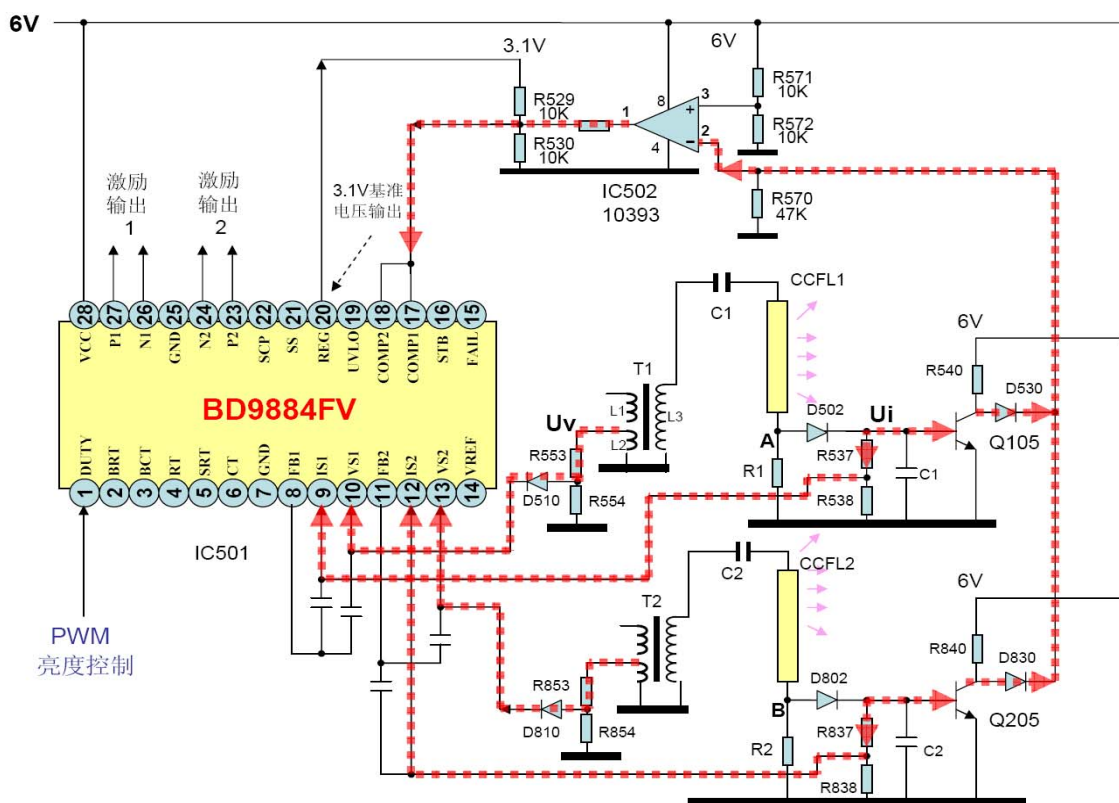 6V
3.1V
6V
R529
10K
R530
10K
1
8
4
3
2
+
−
R571
10K
R572
10K
IC502
10393
R570
47K
激励
输出
1
激励
输出
2
3.1V基准
电压输出
28 27 26 25 24 23 22 21 20 19 18 17 16 15
VCC P1 N1 GND N2 P2 SCP SS REG UVLO COMP2 COMP1 STB FAIL
BD9884FV
DUTY BRT BCT RT SRT CT GND FB1 IS1 VS1 FB2 IS2 VS2 VREF
1 2 3 4 5 6 7 8 9 10 11 12 13 14
IC501
PWM
亮度控制
C1
CCFL1
T1
L1
L2
L3
Uv
R553
D510
R554
A
D502
Ui
R1
R537
R538
C1
6V
R540
D530
Q105
C2
CCFL2
T2
R853
D810
R854
B
D802
R2
R837
R838
C2
6V
R840
D830
Q205